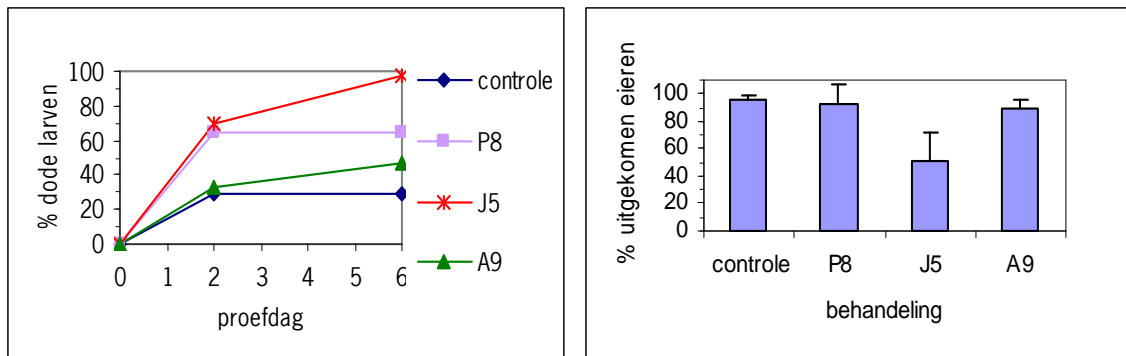 % dode larven
100
80
60
40
20
0
0 1 2 3 4 5 6
proefdag
controle
P8
J5
A9
% uitgekomen eieren
100
80
60
40
20
0
controle P8 J5 A9
behandeling